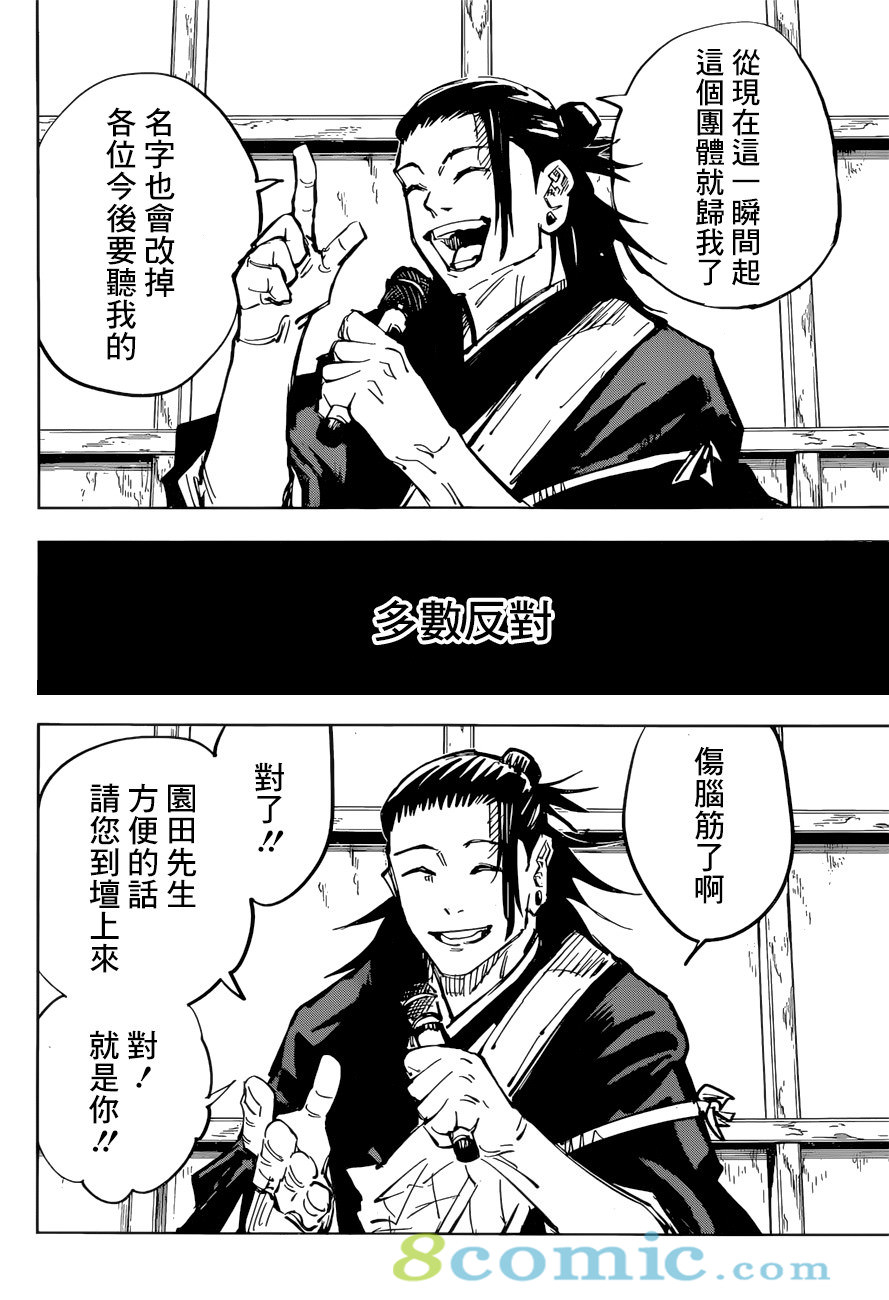 從現在這一瞬間起
這個團體就歸我了
名字也會改掉
各位今後要聽我的
多數反對
傷腦筋了啊
對了!!
園田先生
方便的話
請您到壇上來
對!
就是你!!
8comic.com